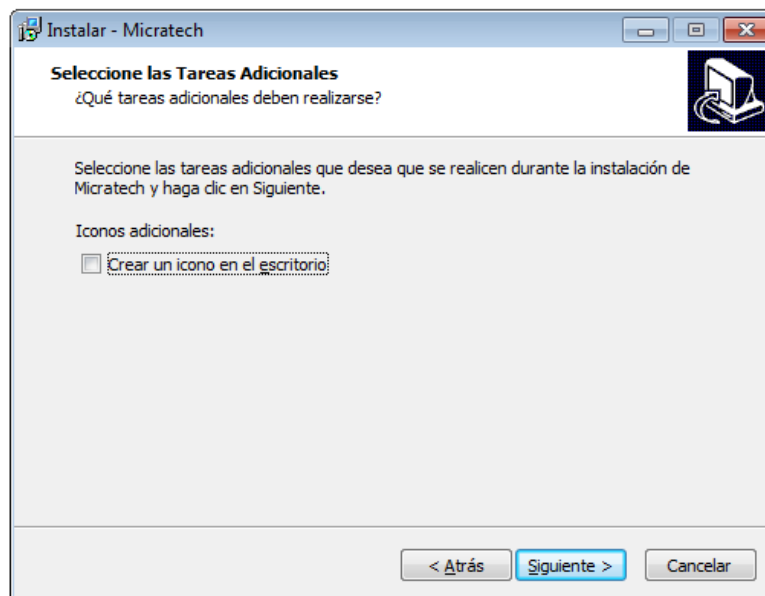 Instalar - Micratech
Seleccione las Tareas Adicionales
¿Qué tareas adicionales deben realizarse?
Seleccione las tareas adicionales que desea que se realicen durante la instalación de
Micratech y haga clic en Siguiente.
Iconos adicionales:
Crear un icono en el escritorio
< Atrás
Siguiente >
Cancelar